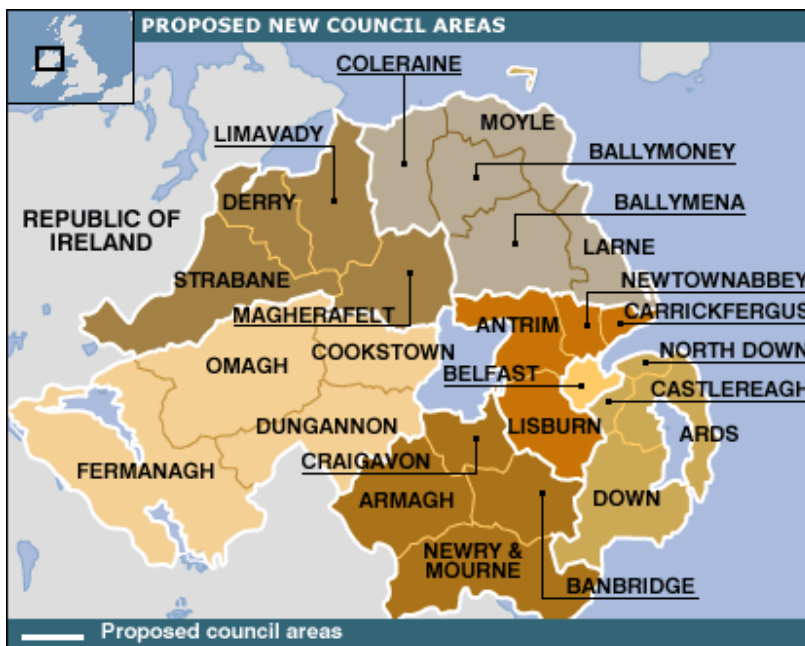 PROPOSED NEW COUNCIL AREAS
COLERAINE
MOYLE
LIMAVADY
BALLYMONEY
DERRY
BALLYMENA
REPUBLIC OF
IRELAND
LARNE
STRABANE
NEWTOWNABBEY
MAGHERAFELT
ANTRIM
CARRICKFERGUS
OMAGH
COOKSTOWN
NORTH DOWN
BELFAST
CASTLEREAGH
DUNGANNON
LISBURN
ARDS
FERMANAGH
CRAIGAVON
ARMAGH
DOWN
NEWRY &
MOURNE
BANBRIDGE
Proposed council areas